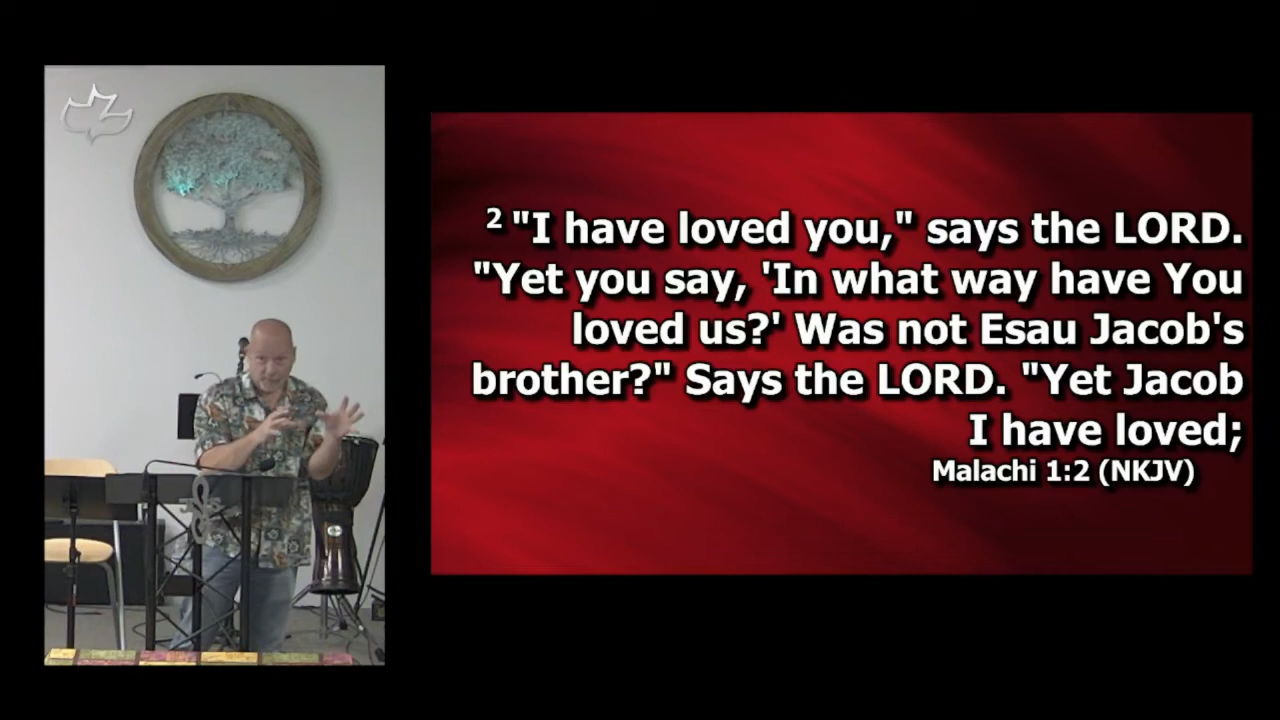 2 "I have loved you," says the LORD.
"Yet you say, 'In what way have You
loved us?' Was not Esau Jacob's
brother?" Says the LORD. "Yet Jacob
I have loved;
Malachi 1:2 (NKJV)